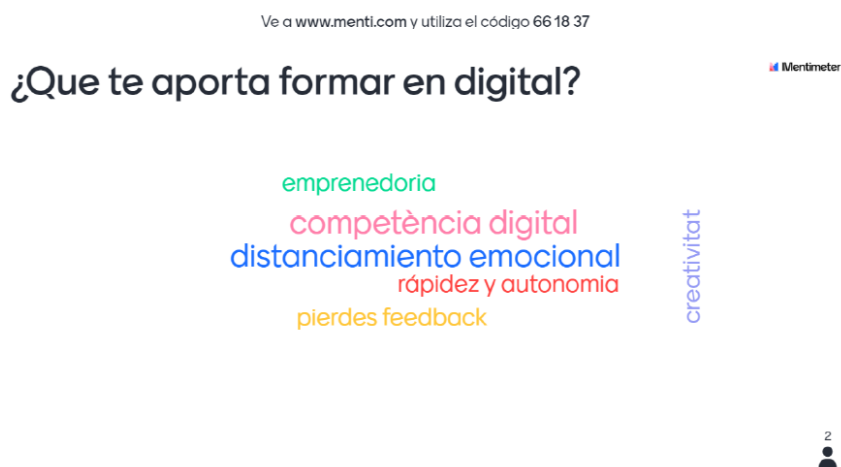 Ve a www.menti.com y utiliza el código 66 18 37
¿Que te aporta formar en digital?
Mentimeter
emprenedoria
competència digital
distanciamiento emocional
rápidez y autonomia
pierdes feedback
creativitat
2